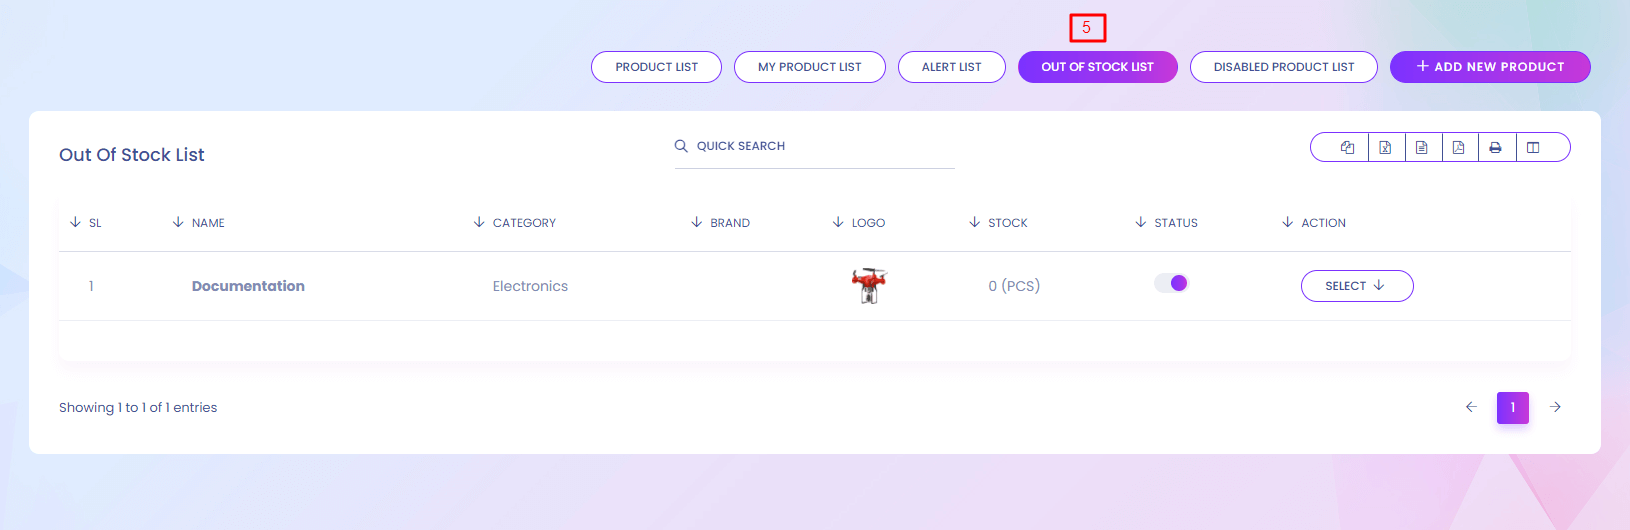 5
PRODUCT LIST MY PRODUCT LIST ALERT LIST OUT OF STOCK LIST DISABLED PRODUCT LIST + ADD NEW PRODUCT
Out Of Stock List QUICK SEARCH
SL NAME CATEGORY BRAND LOGO STOCK STATUS ACTION
1 Documentation Electronics 0 (PCS) SELECT
Showing 1 to 1 of 1 entries 1